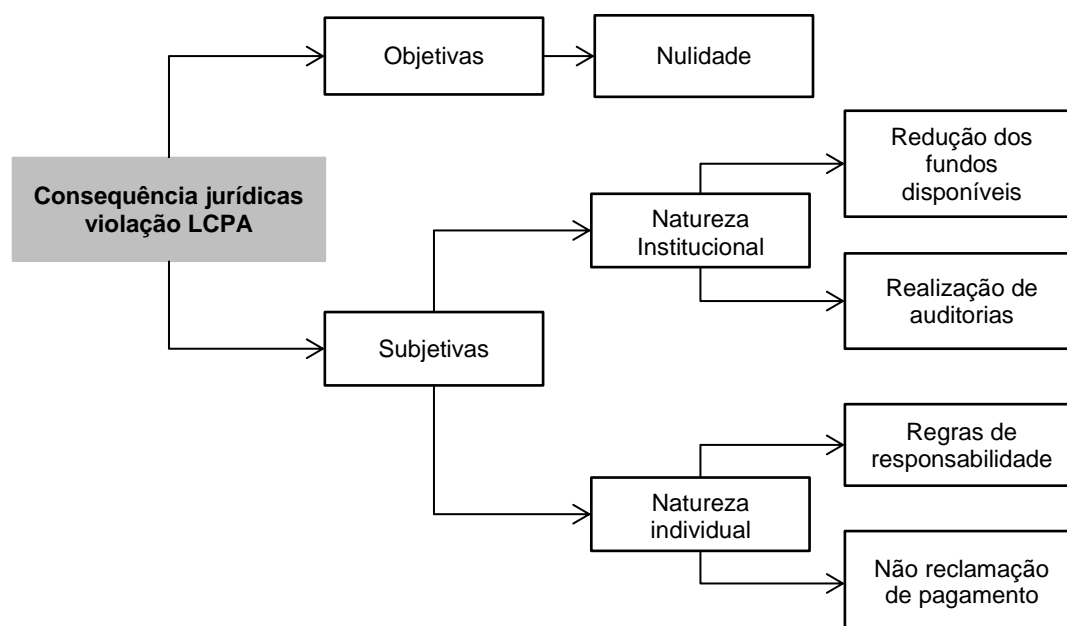 Objetivas
Nulidade
Consequência jurídicas
violação LCPA
Redução dos
fundos
disponíveis
Natureza
Institucional
Realização de
auditorias
Subjetivas
Regras de
responsabilidade
Natureza
individual
Não reclamação
de pagamento